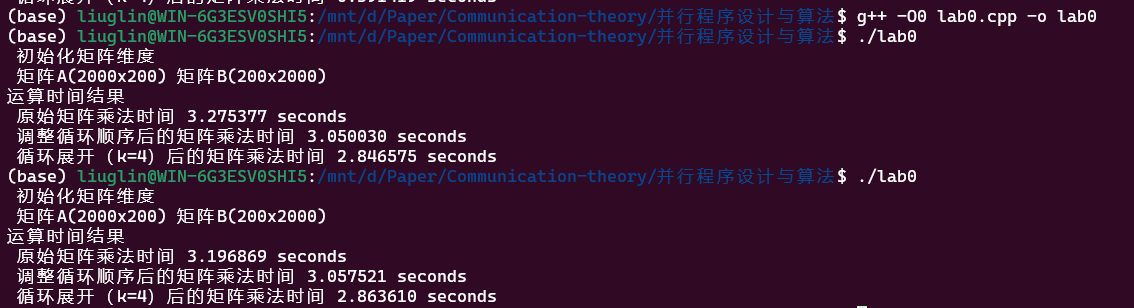 (base) liuglin@WIN-6G3ESV0SHI5:/mnt/d/Paper/Communication-theory/并行程序设计与算法$ g++ -O0 lab0.cpp -o lab0
(base) liuglin@WIN-6G3ESV0SHI5:/mnt/d/Paper/Communication-theory/并行程序设计与算法$ ./lab0
初始化矩阵维度
矩阵A(2000x200) 矩阵B(200x2000)
运算时间结果
原始矩阵乘法时间 3.275377 seconds
调整循环顺序后的矩阵乘法时间 3.050030 seconds
循环展开 (k=4) 后的矩阵乘法时间 2.846575 seconds
(base) liuglin@WIN-6G3ESV0SHI5:/mnt/d/Paper/Communication-theory/并行程序设计与算法$ ./lab0
初始化矩阵维度
矩阵A(2000x200) 矩阵B(200x2000)
运算时间结果
原始矩阵乘法时间 3.196869 seconds
调整循环顺序后的矩阵乘法时间 3.057521 seconds
循环展开 (k=4) 后的矩阵乘法时间 2.863610 seconds